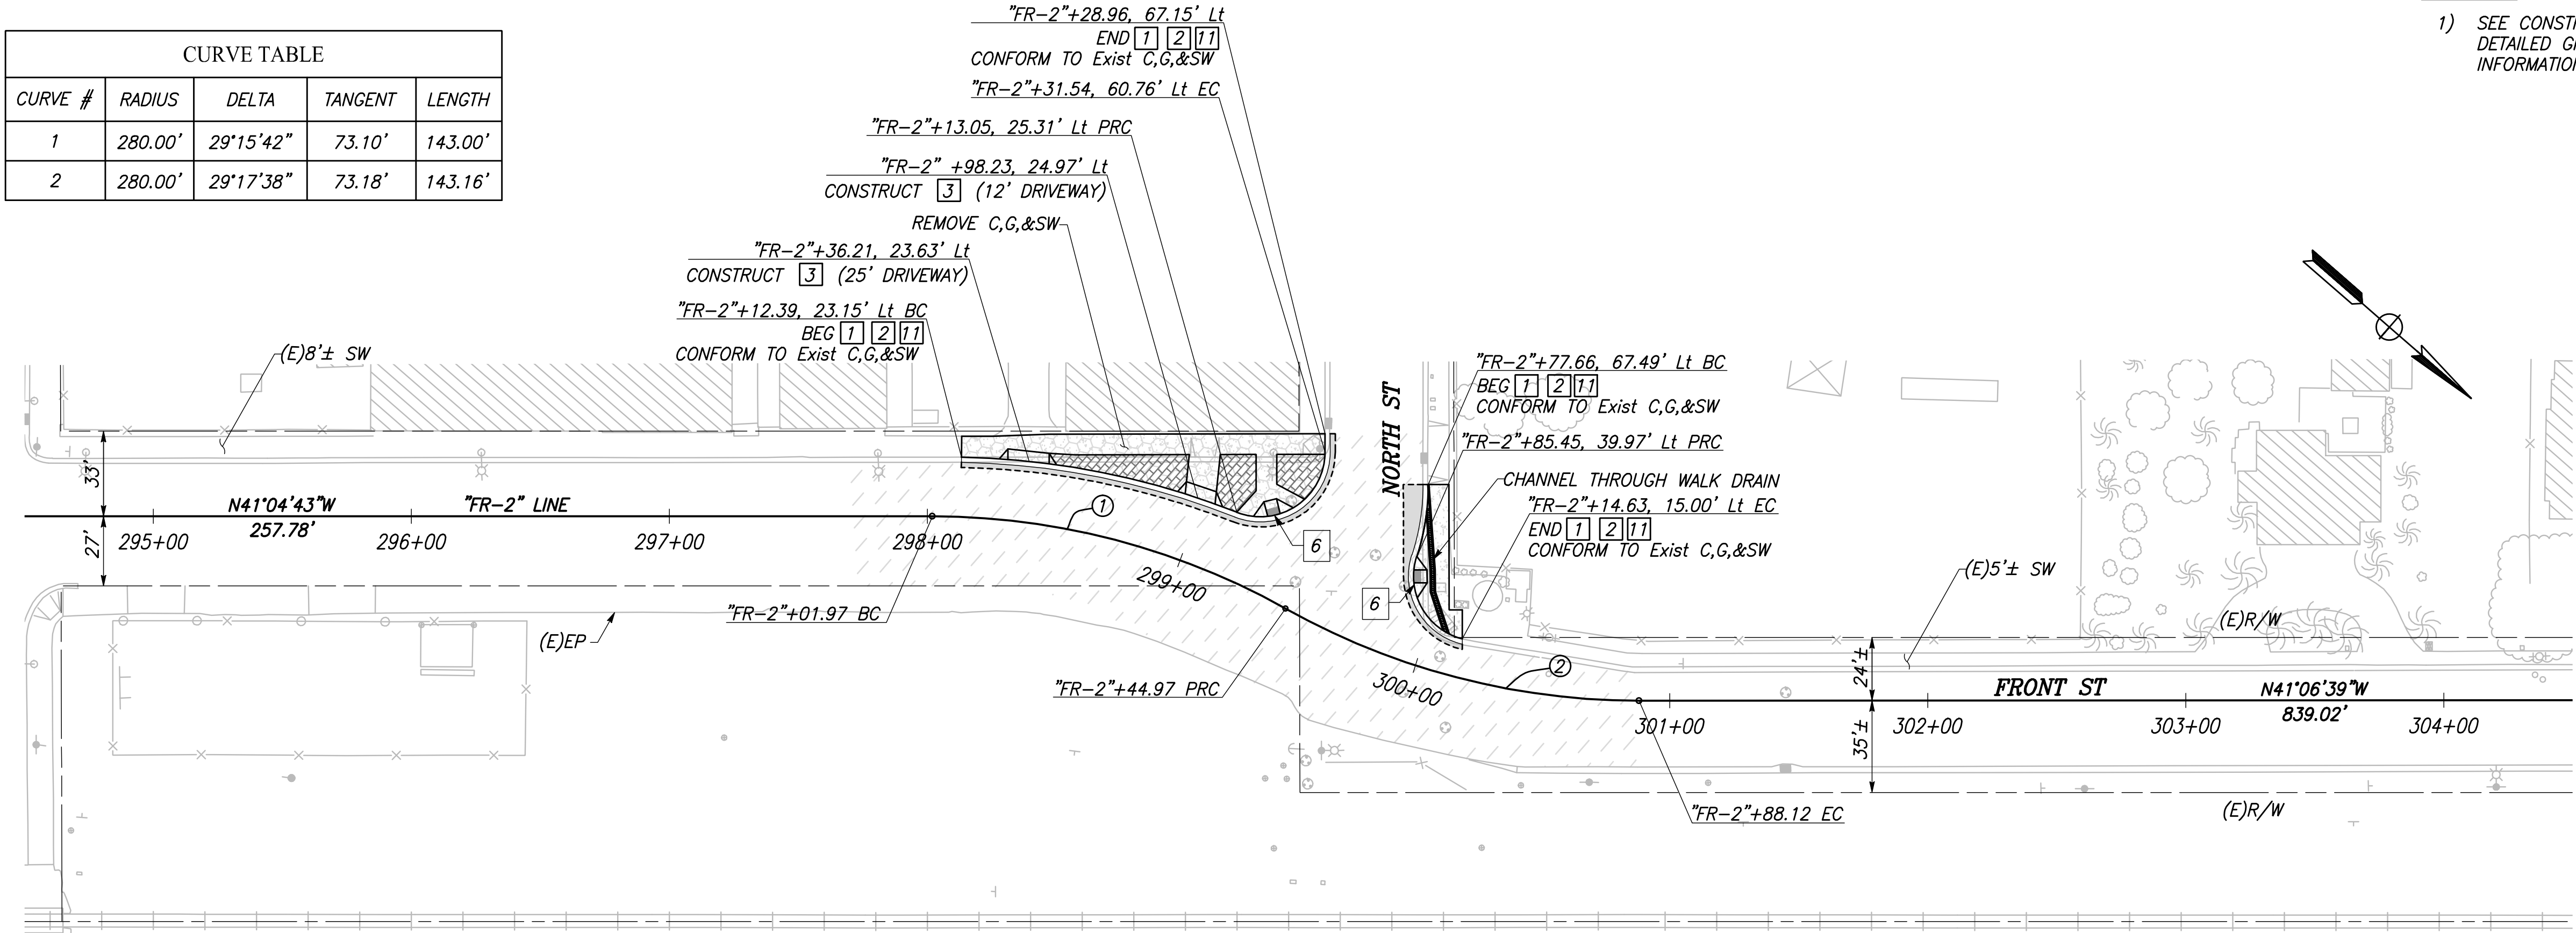 CURVE TABLE
CURVE # RADIUS DELTA TANGENT LENGTH
1 280.00' 29°15'42" 73.10' 143.00'
2 280.00' 29°17'38" 73.18' 143.16'
"FR-2"+28.96, 67.15' Lt
END 1 2 11
CONFORM TO Exist C,G,&SW
"FR-2"+31.54, 60.76' Lt EC
"FR-2"+13.05, 25.31' Lt PRC
"FR-2" +98.23, 24.97' Lt
CONSTRUCT 3 (12' DRIVEWAY)
REMOVE C,G,&SW
"FR-2"+36.21, 23.63' Lt
CONSTRUCT 3 (25' DRIVEWAY)
"FR-2"+12.39, 23.15' Lt BC
BEG 1 2 11
CONFORM TO Exist C,G,&SW
1) SEE CONST
DETAILED G
INFORMATIO
(E)8'± SW
"FR-2"+77.66, 67.49' Lt BC
BEG 1 2 11
CONFORM TO Exist C,G,&SW
"FR-2"+85.45, 39.97' Lt PRC
CHANNEL THROUGH WALK DRAIN
"FR-2"+14.63, 15.00' Lt EC
END 1 2 11
CONFORM TO Exist C,G,&SW
NORTH ST
33'
27'
N41°04'43"W
257.78'
"FR-2" LINE
295+00
296+00
297+00
298+00
1
299+00
6
6
"FR-2"+01.97 BC
(E)EP
"FR-2"+44.97 PRC
300+00
2
301+00
"FR-2"+88.12 EC
24'±
35'±
(E)5'± SW
(E)R/W
FRONT ST
N41°06'39"W
839.02'
302+00
303+00
304+00
(E)R/W